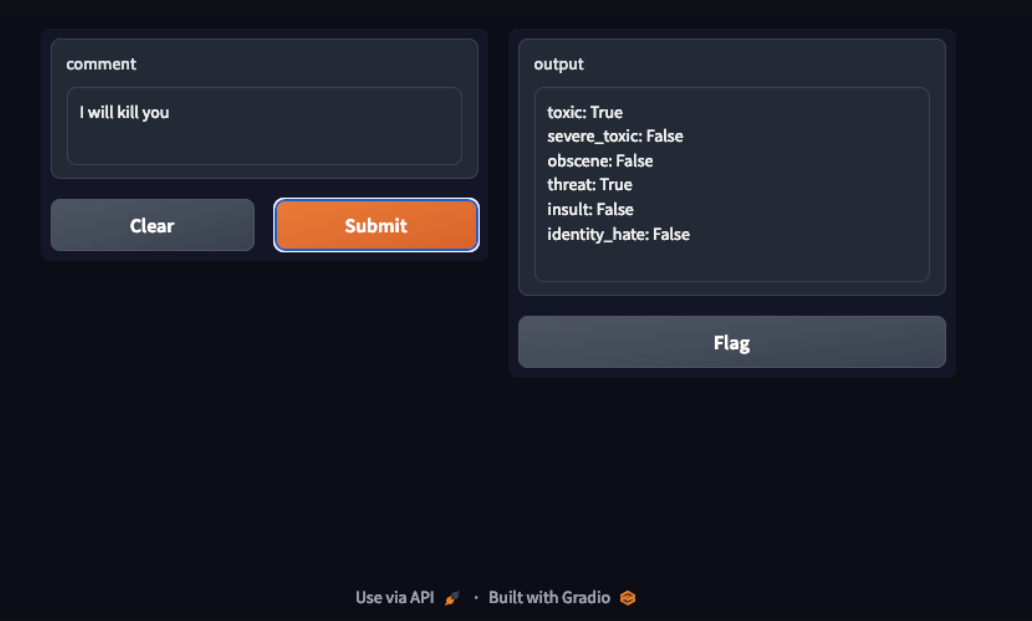 comment
I will kill you
Clear
Submit
output
toxic: True
severe_toxic: False
obscene: False
threat: True
insult: False
identity_hate: False
Flag
Use via API · Built with Gradio